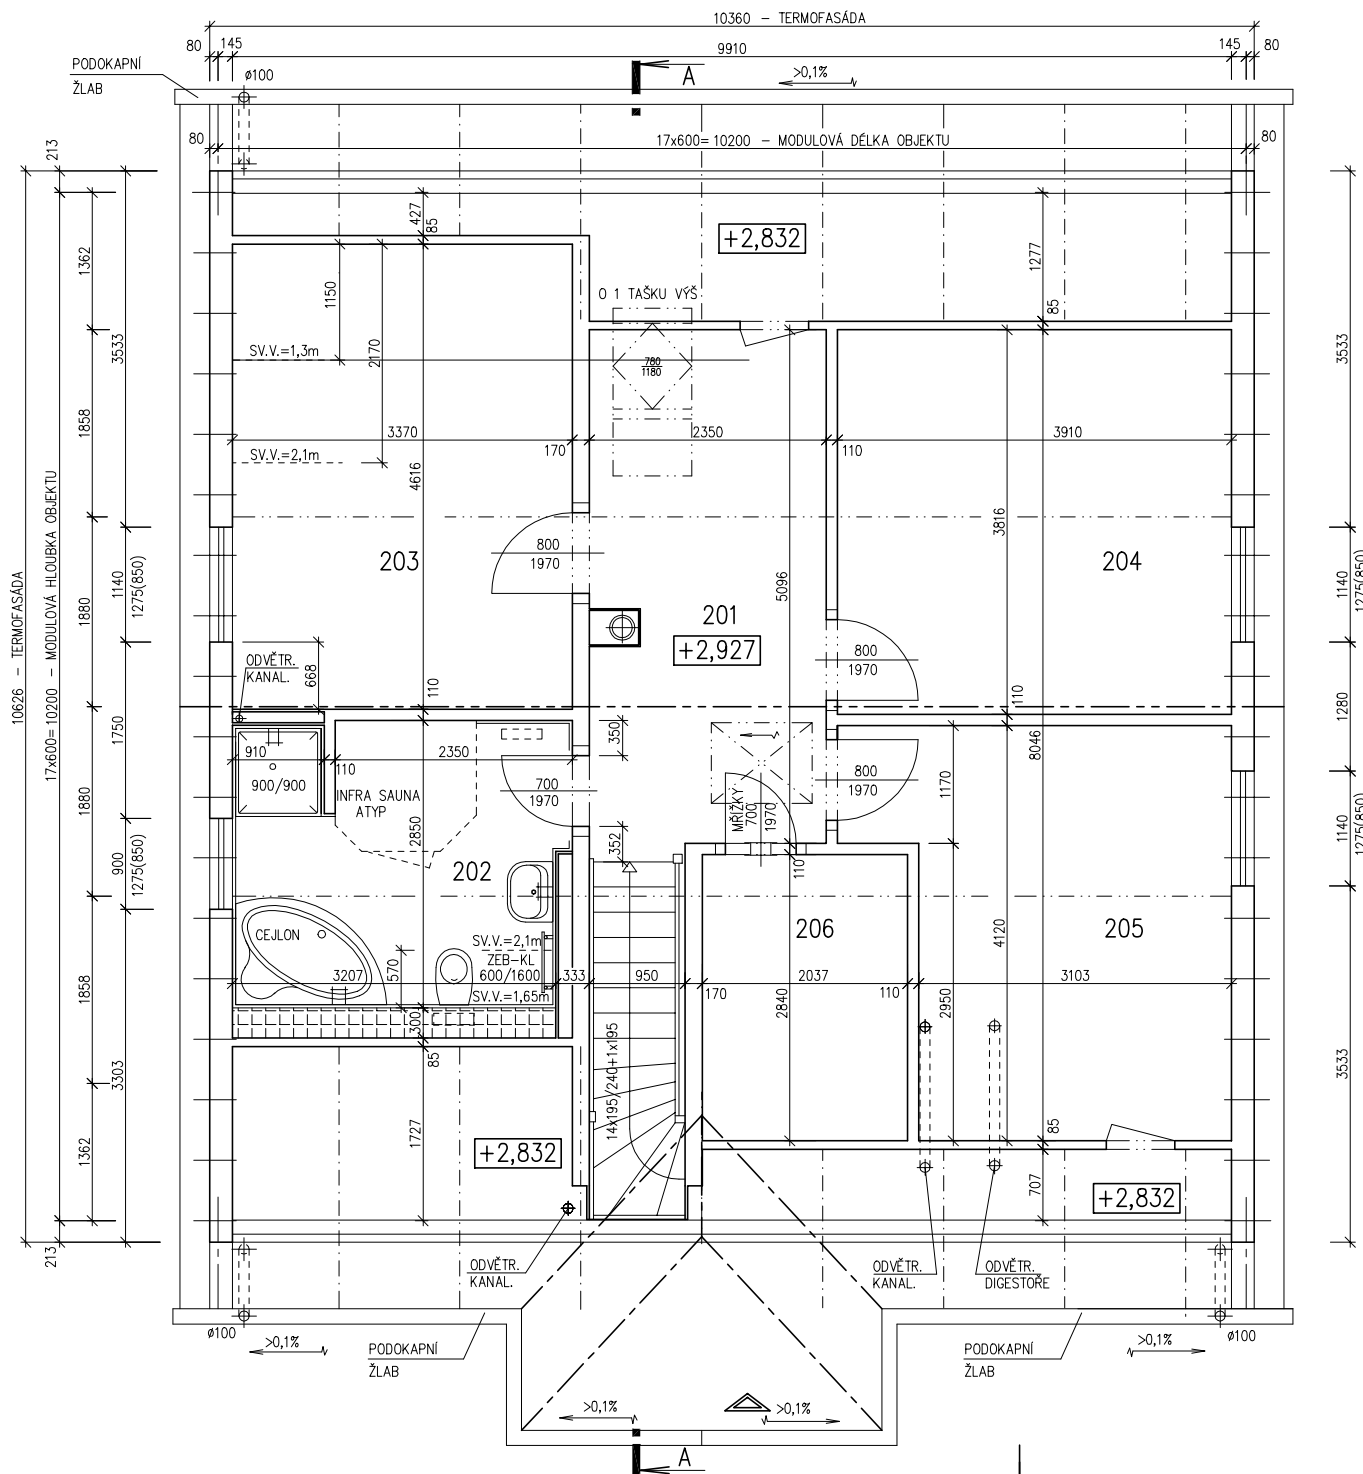 10360 – TERMOFASÁDA
80
145
9910
145
80
PODOKAPNÍ
ŽLAB
ø100
A
>0,1%
80
17x600= 10200 – MODULOVÁ DÉLKA OBJEKTU
80
213
427
85
+2,832
1277
85
1362
1150
O 1 TAŠKU VÝŠ
3533
3533
SV.V.=1,3m
2170
780
1180
1858
3370
170
2350
110
3910
SV.V.=2,1m
4616
3816
203
800
1970
204
5096
1140
1275(850)
1140
1275(850)
10626 – TERMOFASÁDA
17x600= 10200 – MODULOVÁ HLOUBKA OBJEKTU
1880
201
+2,927
ODVĚTR.
KANAL.
668
110
800
1970
110
1280
1750
910
110
2350
350
8046
900/900
INFRA SAUNA
ATYP
700
1970
MŘÍŽKY
700
1970
800
1970
1170
1880
2850
352
110
1140
1275(850)
900
1275(850)
202
206
205
CEJLON
SV.V.=2,1m
ZEB–KL
600/1600
SV.V.=1,65m
570
3207
333
950
170
2037
110
3103
4120
1858
300
85
2840
2950
14x195/240+1x195
3303
3533
1727
85
1362
+2,832
707
+2,832
213
ODVĚTR.
KANAL.
ODVĚTR.
KANAL.
ODVĚTR.
DIGESTOŘE
ø100
>0,1%
PODOKAPNÍ
ŽLAB
PODOKAPNÍ
ŽLAB
>0,1%
ø100
>0,1%
>0,1%
A